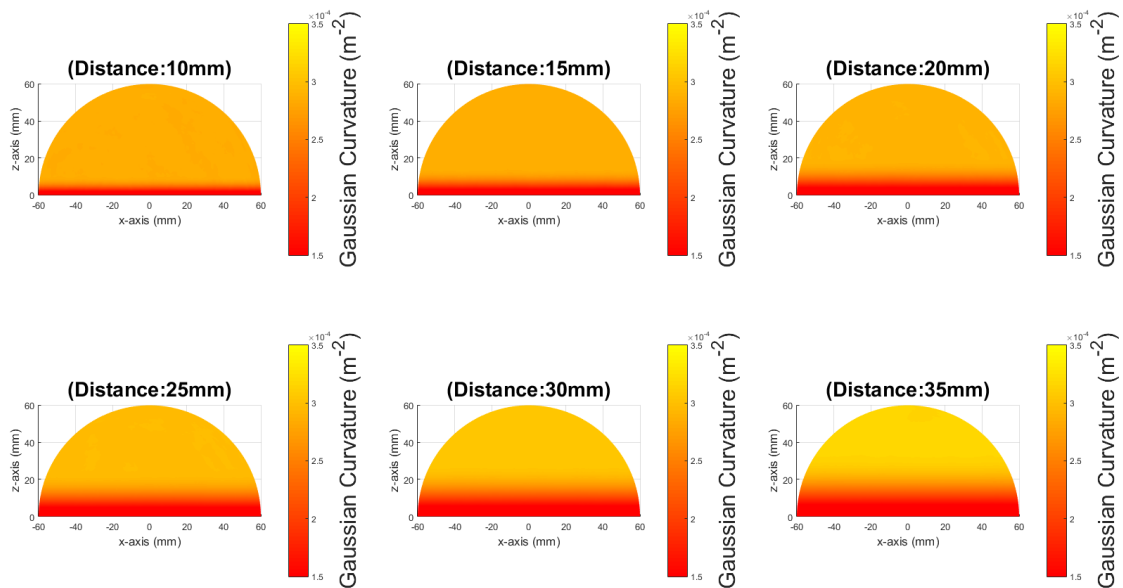 (Distance:10mm)
z-axis (mm)
60
40
20
0
-60 -40 -20 0 20 40 60
x-axis (mm)
×10⁻⁴
3.5
3
2.5
2
1.5
Gaussian Curvature (m⁻²)
(Distance:15mm)
z-axis (mm)
60
40
20
0
-60 -40 -20 0 20 40 60
x-axis (mm)
×10⁻⁴
3.5
3
2.5
2
1.5
Gaussian Curvature (m⁻²)
(Distance:20mm)
z-axis (mm)
60
40
20
0
-60 -40 -20 0 20 40 60
x-axis (mm)
×10⁻⁴
3.5
3
2.5
2
1.5
Gaussian Curvature (m⁻²)
(Distance:25mm)
z-axis (mm)
60
40
20
0
-60 -40 -20 0 20 40 60
x-axis (mm)
×10⁻⁴
3.5
3
2.5
2
1.5
Gaussian Curvature (m⁻²)
(Distance:30mm)
z-axis (mm)
60
40
20
0
-60 -40 -20 0 20 40 60
x-axis (mm)
×10⁻⁴
3.5
3
2.5
2
1.5
Gaussian Curvature (m⁻²)
(Distance:35mm)
z-axis (mm)
60
40
20
0
-60 -40 -20 0 20 40 60
x-axis (mm)
×10⁻⁴
3.5
3
2.5
2
1.5
Gaussian Curvature (m⁻²)